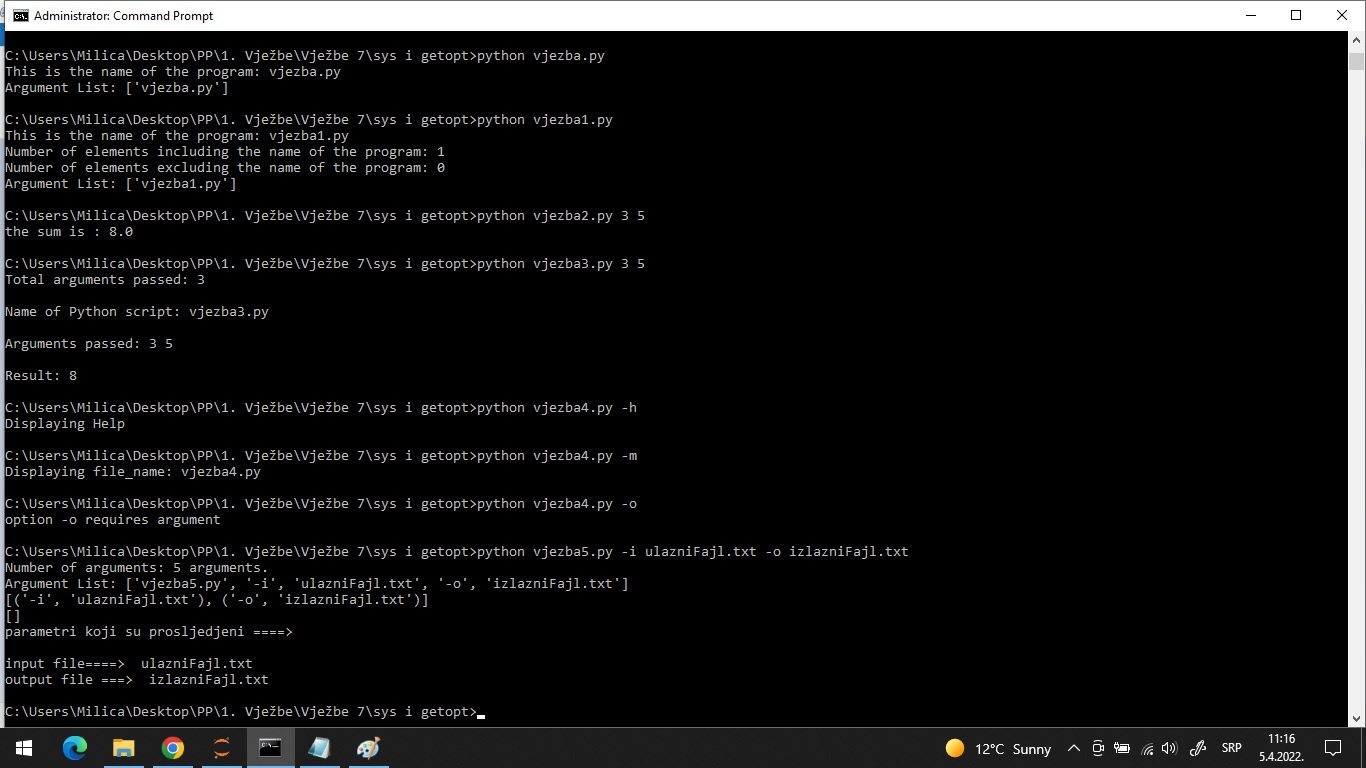 Administrator: Command Prompt
C:\Users\Milica\Desktop\PP\1. Vježbe\Vježbe 7\sys i getopt>python vjezba.py
This is the name of the program: vjezba.py
Argument List: ['vjezba.py']
C:\Users\Milica\Desktop\PP\1. Vježbe\Vježbe 7\sys i getopt>python vjezba1.py
This is the name of the program: vjezba1.py
Number of elements including the name of the program: 1
Number of elements excluding the name of the program: 0
Argument List: ['vjezba1.py']
C:\Users\Milica\Desktop\PP\1. Vježbe\Vježbe 7\sys i getopt>python vjezba2.py 3 5
the sum is : 8.0
C:\Users\Milica\Desktop\PP\1. Vježbe\Vježbe 7\sys i getopt>python vjezba3.py 3 5
Total arguments passed: 3
Name of Python script: vjezba3.py
Arguments passed: 3 5
Result: 8
C:\Users\Milica\Desktop\PP\1. Vježbe\Vježbe 7\sys i getopt>python vjezba4.py -h
Displaying Help
C:\Users\Milica\Desktop\PP\1. Vježbe\Vježbe 7\sys i getopt>python vjezba4.py -m
Displaying file_name: vjezba4.py
C:\Users\Milica\Desktop\PP\1. Vježbe\Vježbe 7\sys i getopt>python vjezba4.py -o
option -o requires argument
C:\Users\Milica\Desktop\PP\1. Vježbe\Vježbe 7\sys i getopt>python vjezba5.py -i ulazniFajl.txt -o izlazniFajl.txt
Number of arguments: 5 arguments.
Argument List: ['vjezba5.py', '-i', 'ulazniFajl.txt', '-o', 'izlazniFajl.txt']
[('-i', 'ulazniFajl.txt'), ('-o', 'izlazniFajl.txt')]
[]
parametri koji su prosljedjeni ====>
input file====>  ulazniFajl.txt
output file ===>  izlazniFajl.txt
C:\Users\Milica\Desktop\PP\1. Vježbe\Vježbe 7\sys i getopt>
12°C Sunny
SRP
11:16
5.4.2022.